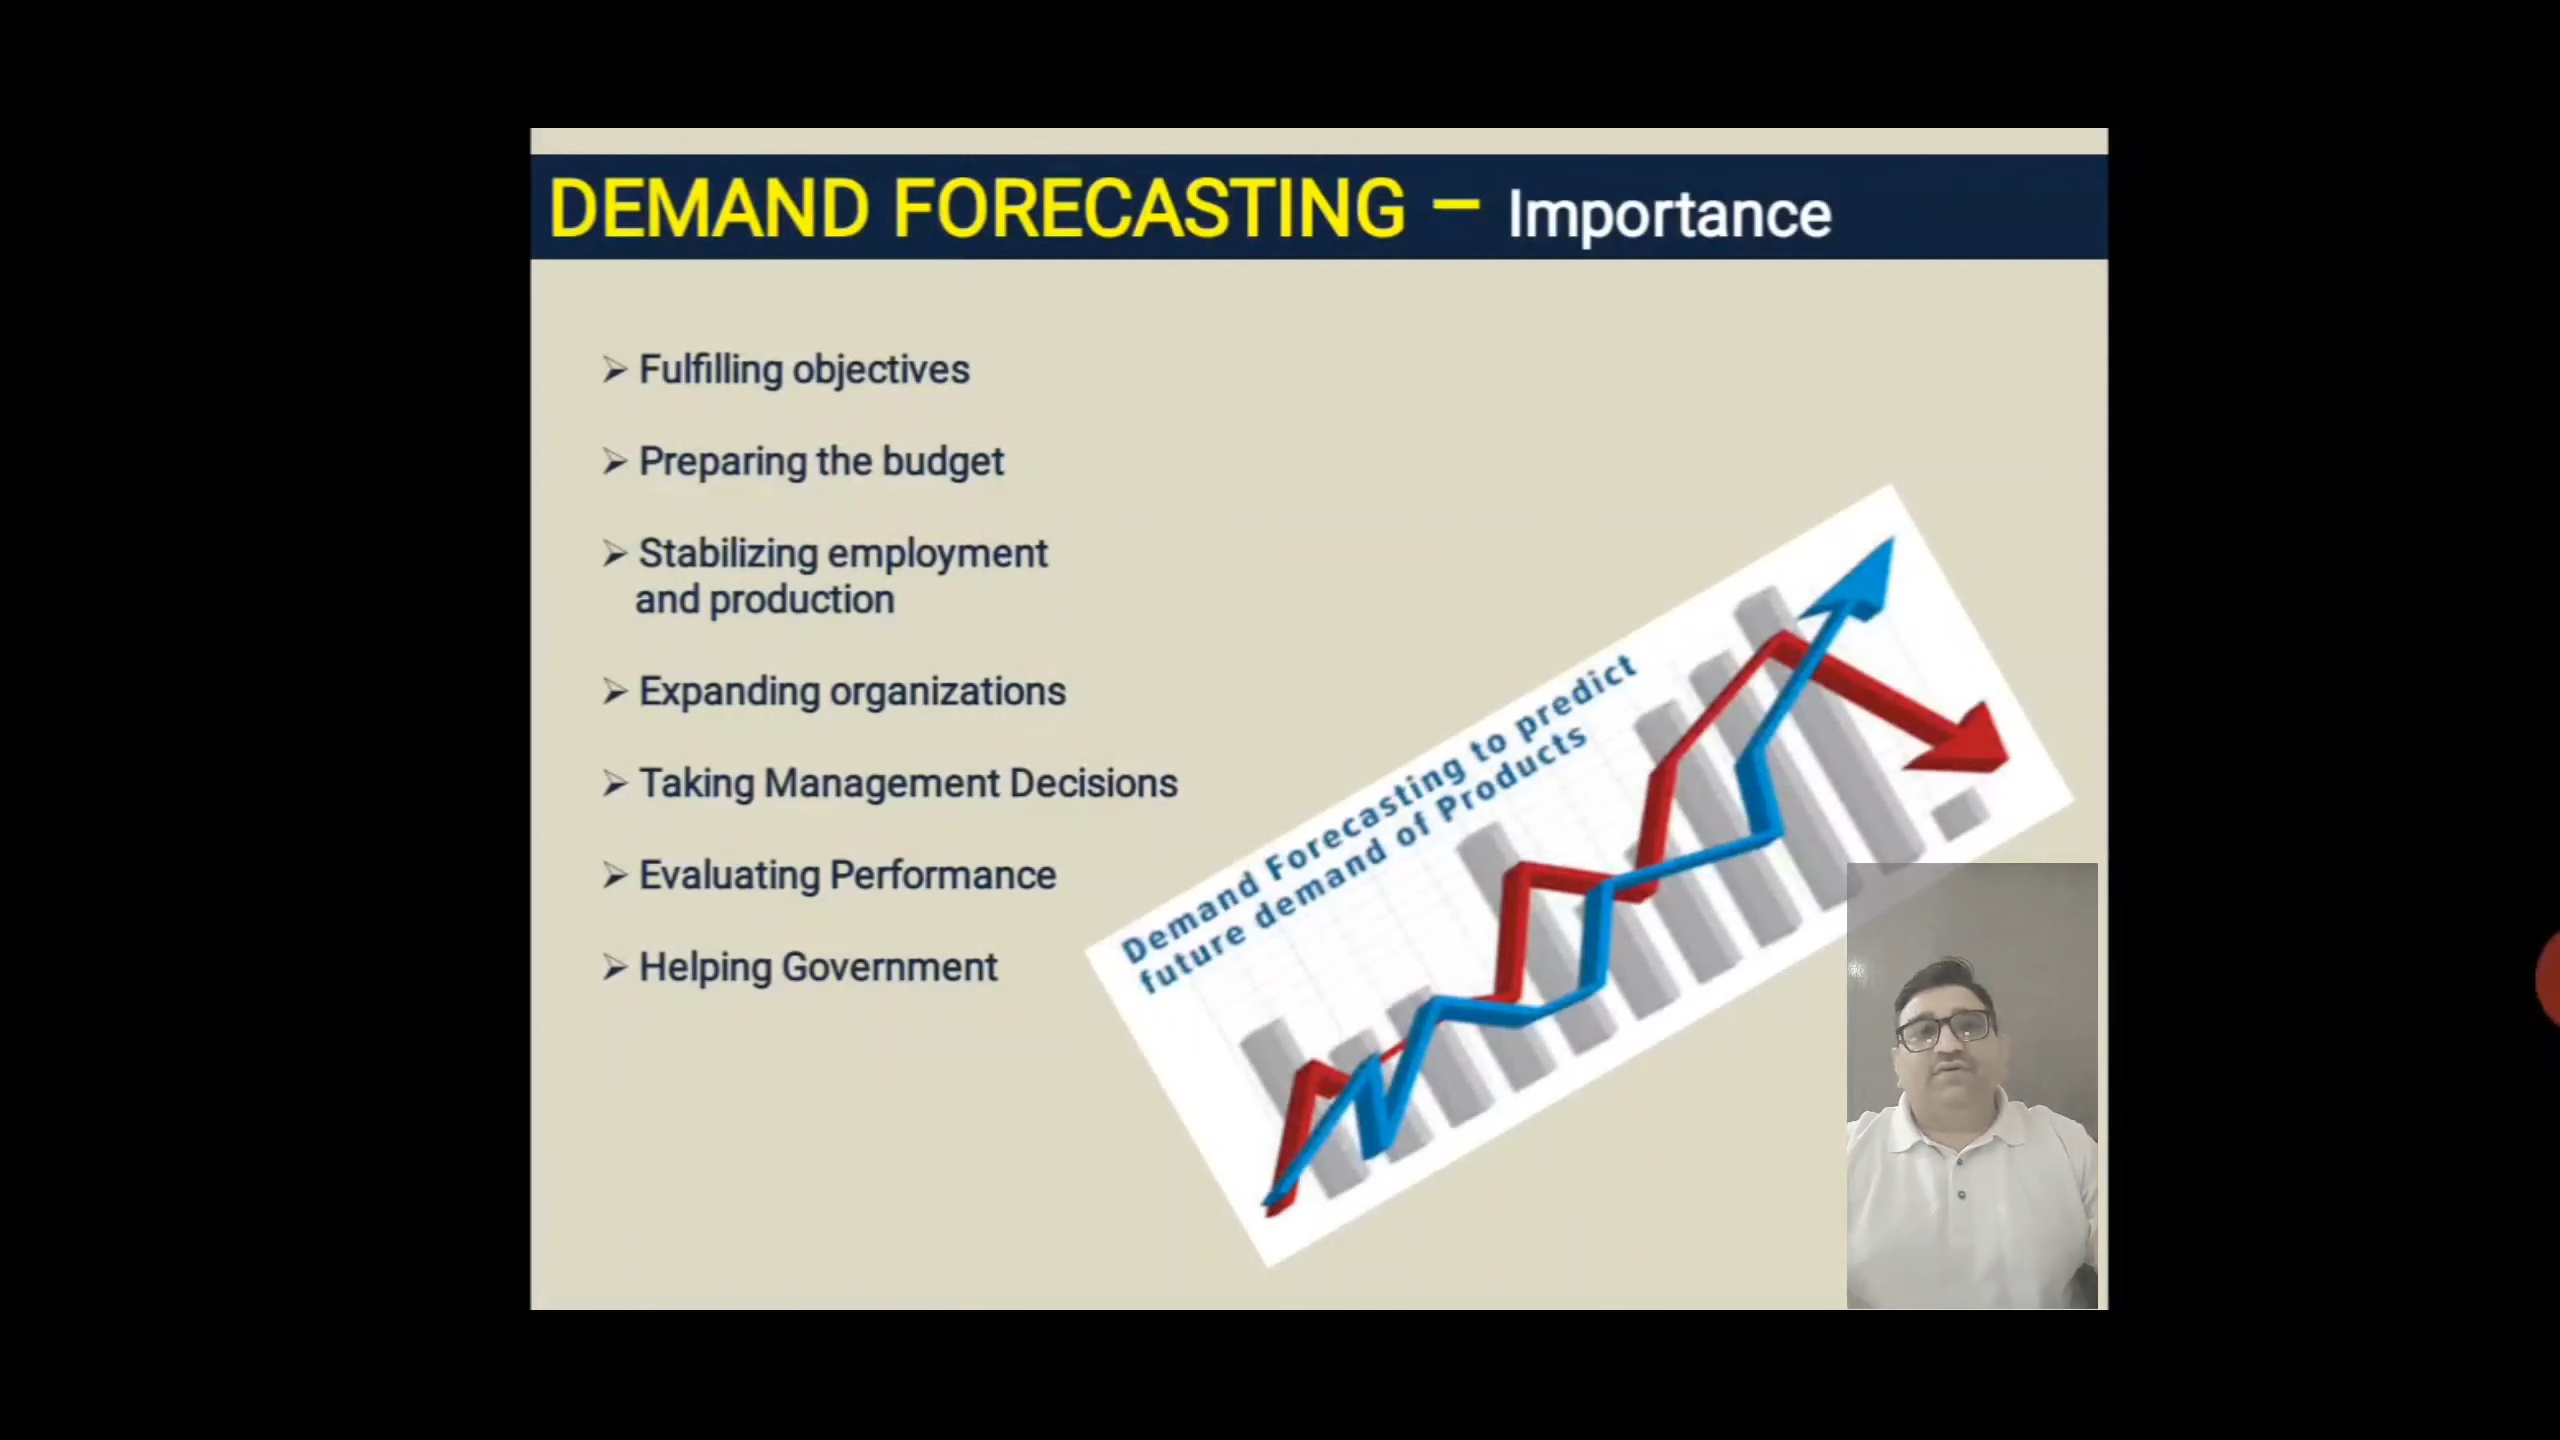 DEMAND FORECASTING – Importance
➢ Fulfilling objectives
➢ Preparing the budget
➢ Stabilizing employment
and production
➢ Expanding organizations
➢ Taking Management Decisions
➢ Evaluating Performance
➢ Helping Government
Demand Forecasting to predict
future demand of Products